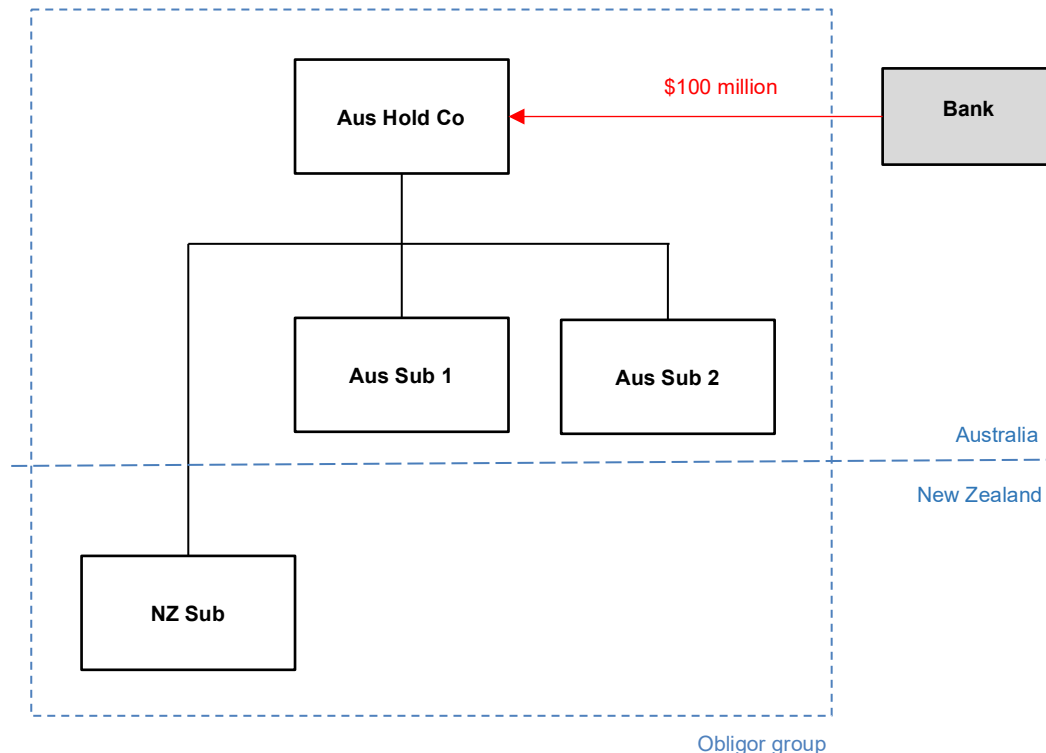 $100 million
Bank
Aus Hold Co
Aus Sub 1
Aus Sub 2
Australia
New Zealand
NZ Sub
Obligor group